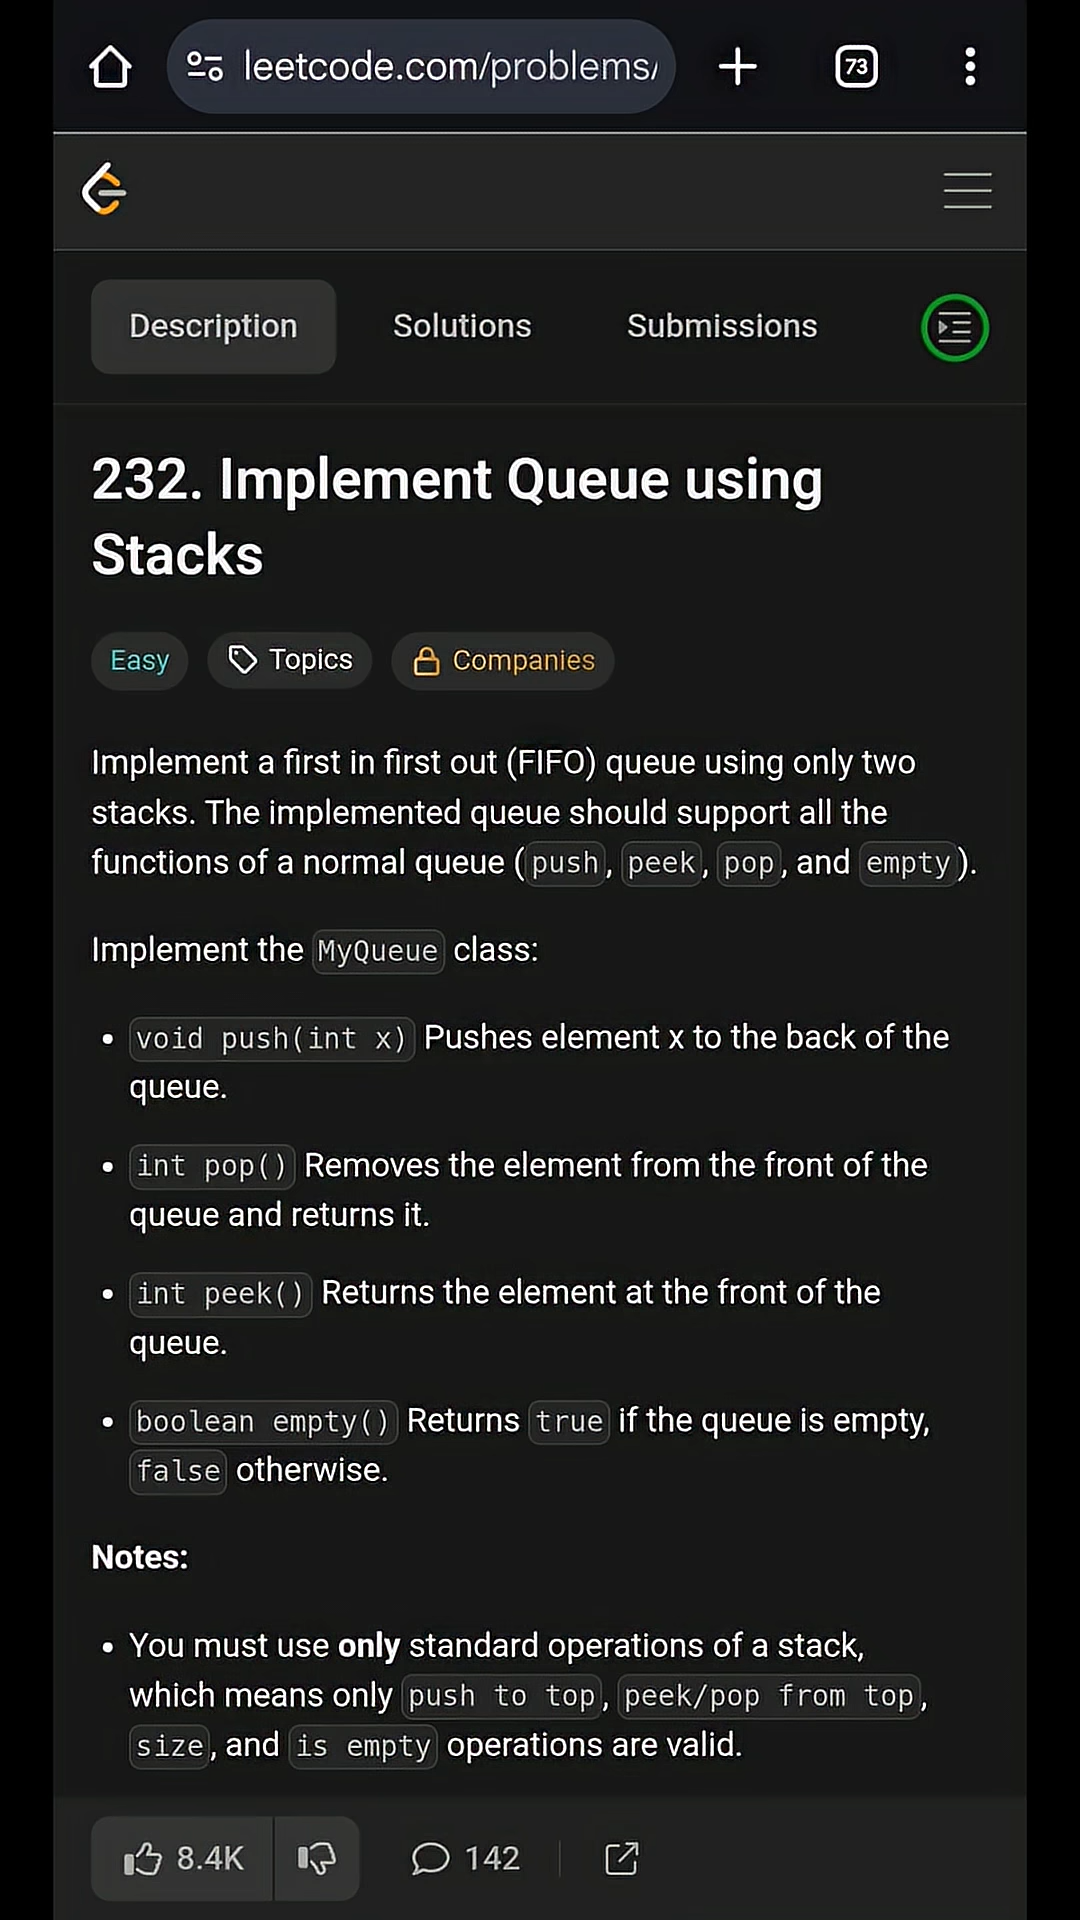 leetcode.com/problems/
73
Description Solutions Submissions
232. Implement Queue using
Stacks
Easy Topics Companies
Implement a first in first out (FIFO) queue using only two
stacks. The implemented queue should support all the
functions of a normal queue (push, peek, pop, and empty).
Implement the MyQueue class:
• void push(int x) Pushes element x to the back of the
queue.
• int pop() Removes the element from the front of the
queue and returns it.
• int peek() Returns the element at the front of the
queue.
• boolean empty() Returns true if the queue is empty,
false otherwise.
Notes:
• You must use only standard operations of a stack,
which means only push to top, peek/pop from top,
size, and is empty operations are valid.
8.4K 142